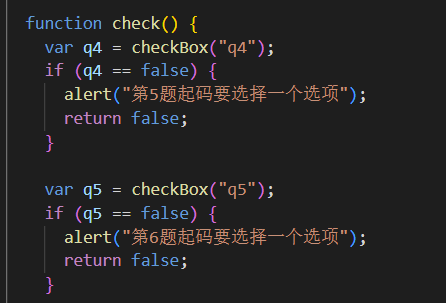 function check() {
var q4 = checkBox("q4");
if (q4 == false) {
alert("第5题起码要选择一个选项");
return false;
}
var q5 = checkBox("q5");
if (q5 == false) {
alert("第6题起码要选择一个选项");
return false;
}